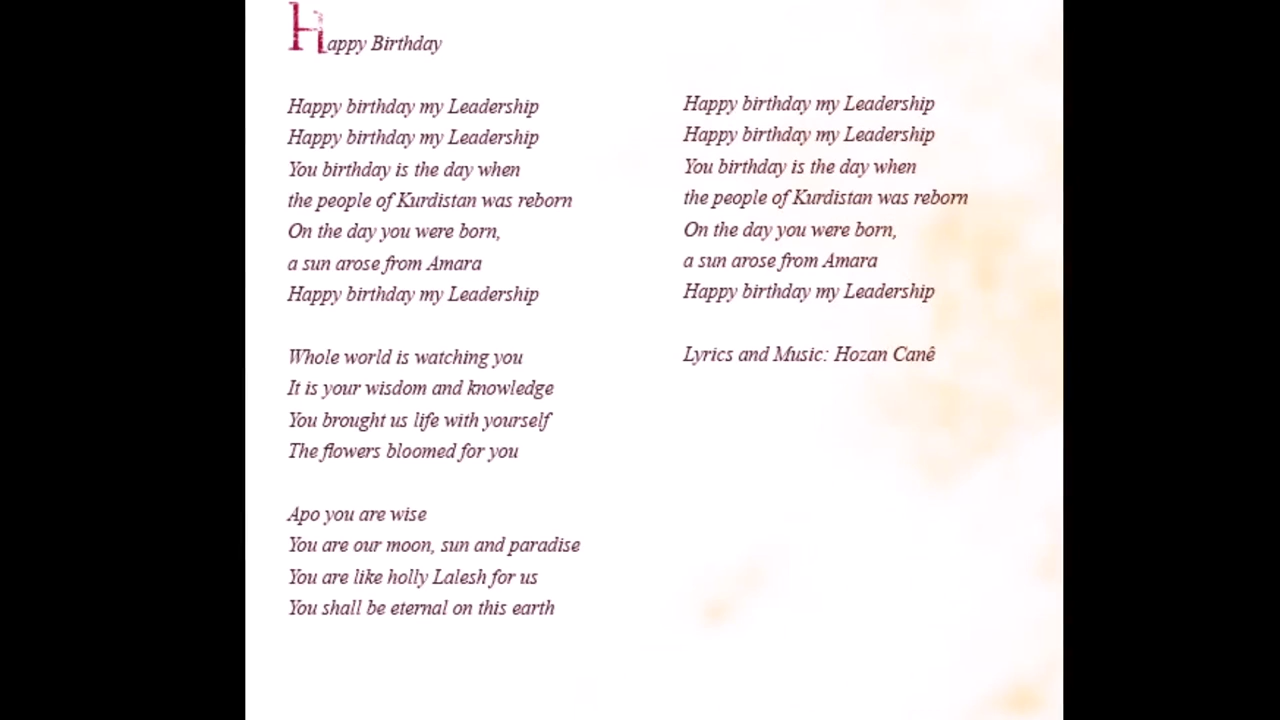 Happy Birthday
Happy birthday my Leadership
Happy birthday my Leadership
You birthday is the day when
the people of Kurdistan was reborn
On the day you were born,
a sun arose from Amara
Happy birthday my Leadership
Whole world is watching you
It is your wisdom and knowledge
You brought us life with yourself
The flowers bloomed for you
Apo you are wise
You are our moon, sun and paradise
You are like holly Lalesh for us
You shall be eternal on this earth
Happy birthday my Leadership
Happy birthday my Leadership
You birthday is the day when
the people of Kurdistan was reborn
On the day you were born,
a sun arose from Amara
Happy birthday my Leadership
Lyrics and Music: Hozan Canê